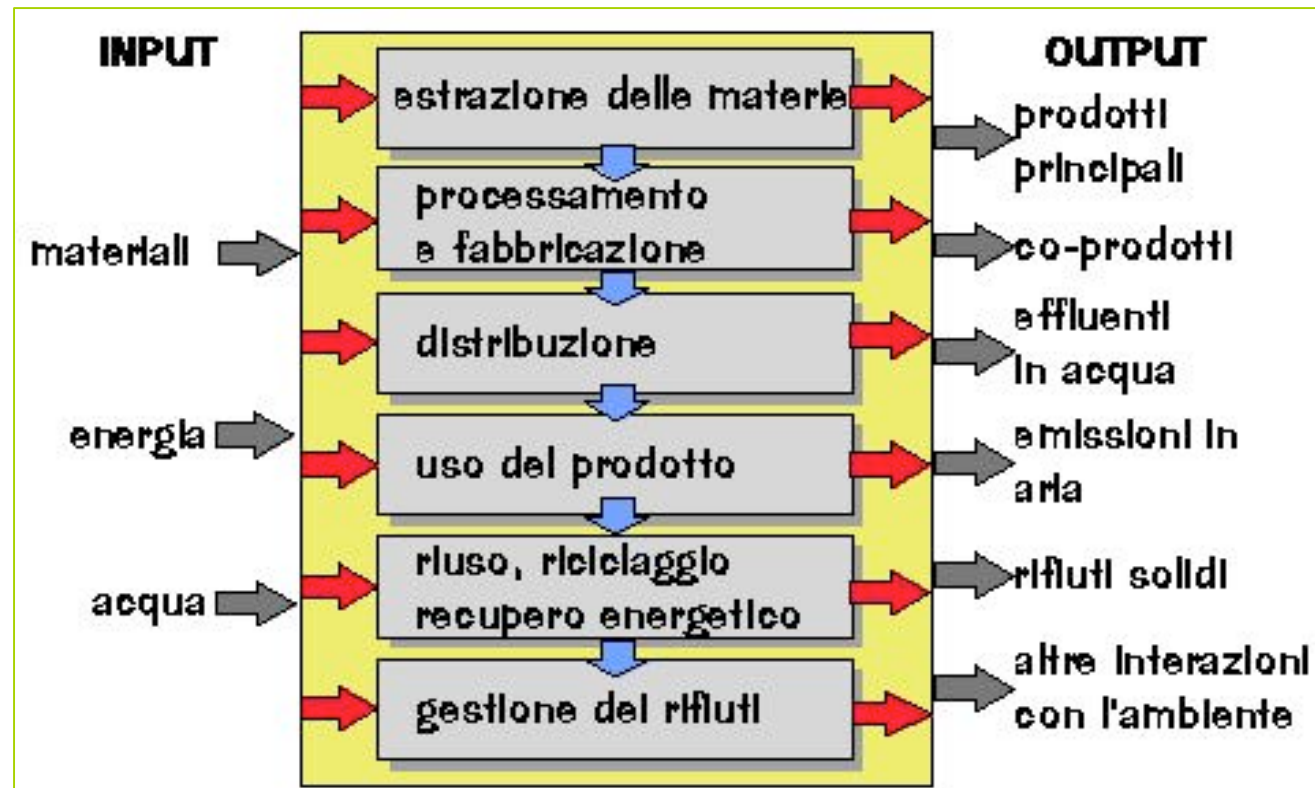 INPUT
OUTPUT
estrazione delle materie
prodotti
principali
processamento
e fabbricazione
materiali
co-prodotti
distribuzione
effluenti
in acqua
energia
uso del prodotto
emissioni in
aria
riuso, riciclaggio
recupero energetico
acqua
rifiuti solidi
gestione dei rifiuti
altre interazioni
con l'ambiente